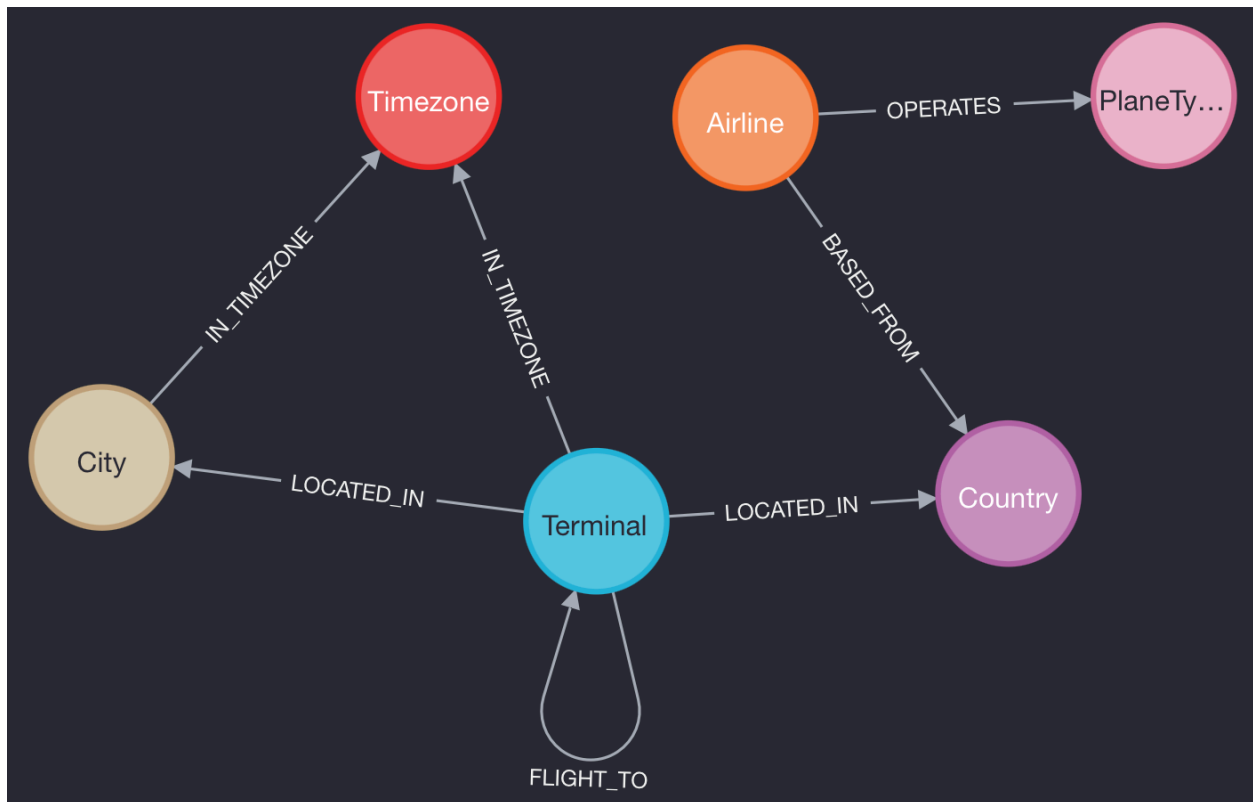 Timezone
Airline
OPERATES
PlaneTy...
BASED_FROM
IN_TIMEZONE
IN_TIMEZONE
City
LOCATED_IN
Terminal
LOCATED_IN
Country
FLIGHT_TO